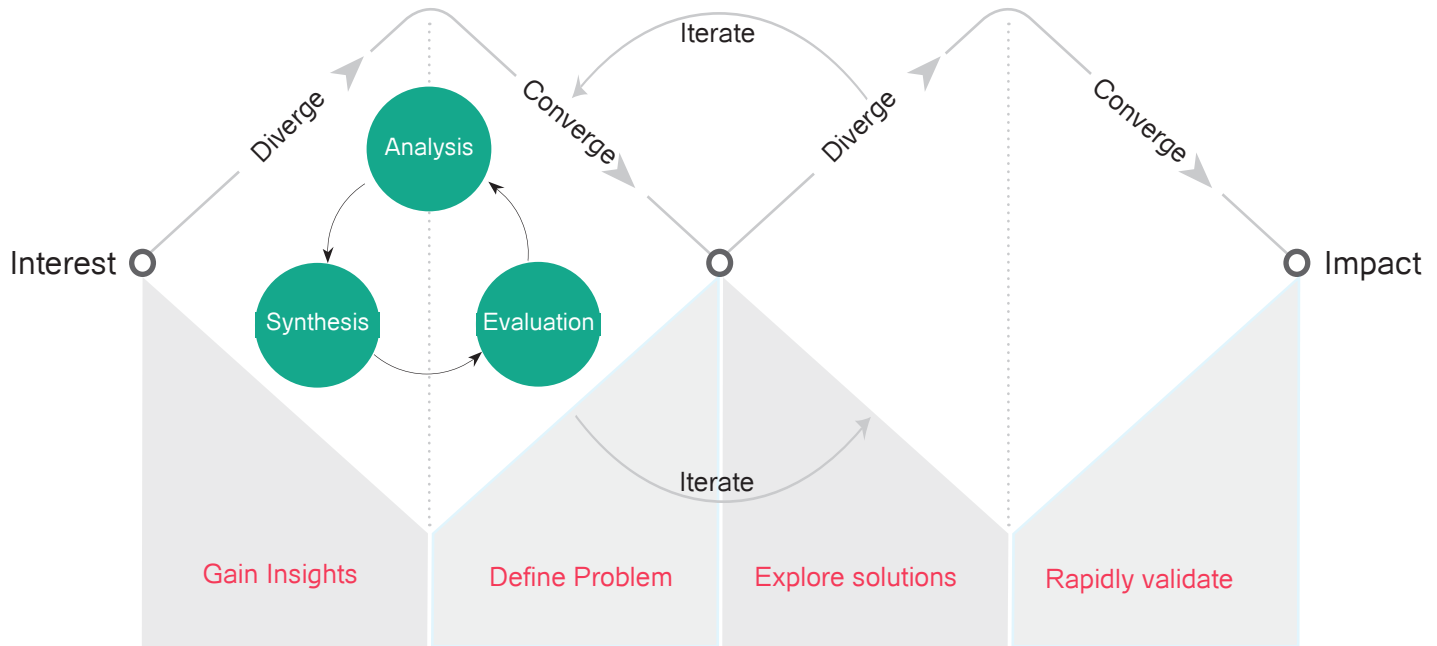 Iterate
Diverge
Converge
Diverge
Converge
Analysis
Interest
Impact
Synthesis
Evaluation
Iterate
Gain Insights
Define Problem
Explore solutions
Rapidly validate